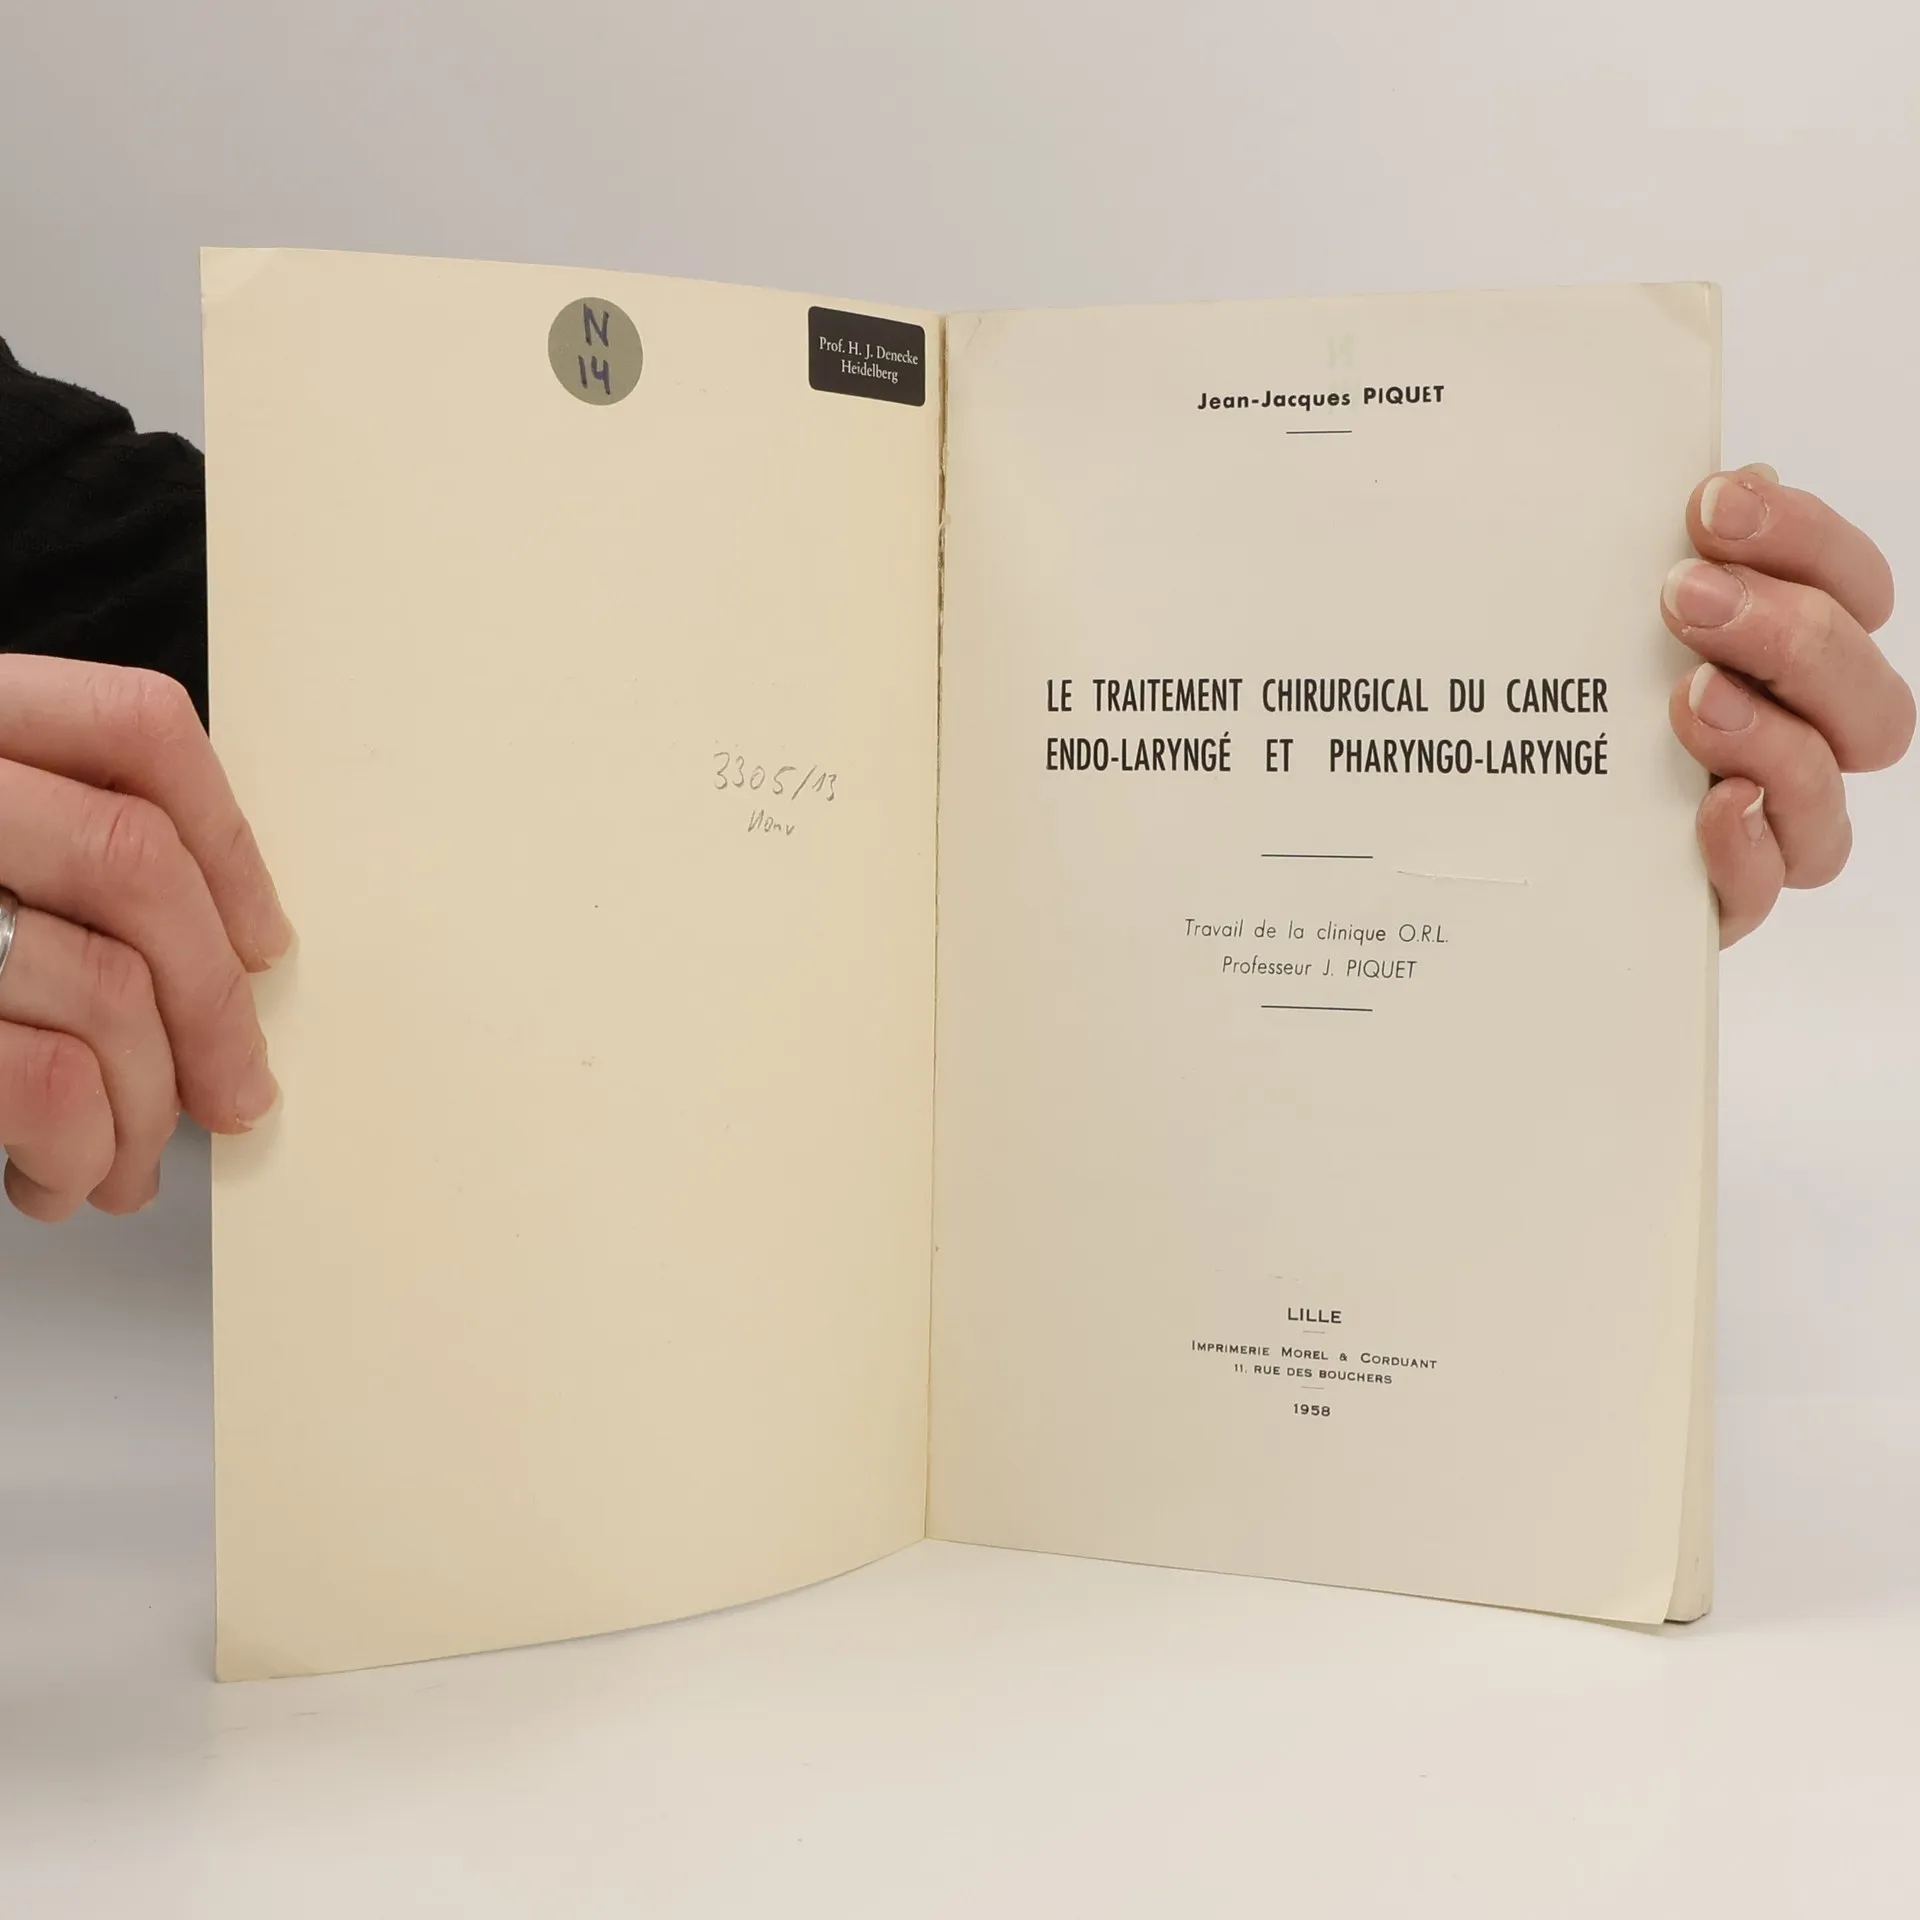 N
14
Prof. H. J. Denecke
Heidelberg
3305/13
Jean-Jacques PIQUET
LE TRAITEMENT CHIRURGICAL DU CANCER
ENDO-LARYNGÉ ET PHARYNGO-LARYNGÉ
Travail de la clinique O.R.L.
Professeur J. PIQUET
LILLE
IMPRIMERIE MOREL & CORDUANT
11, RUE DES BOUCHERS
1958